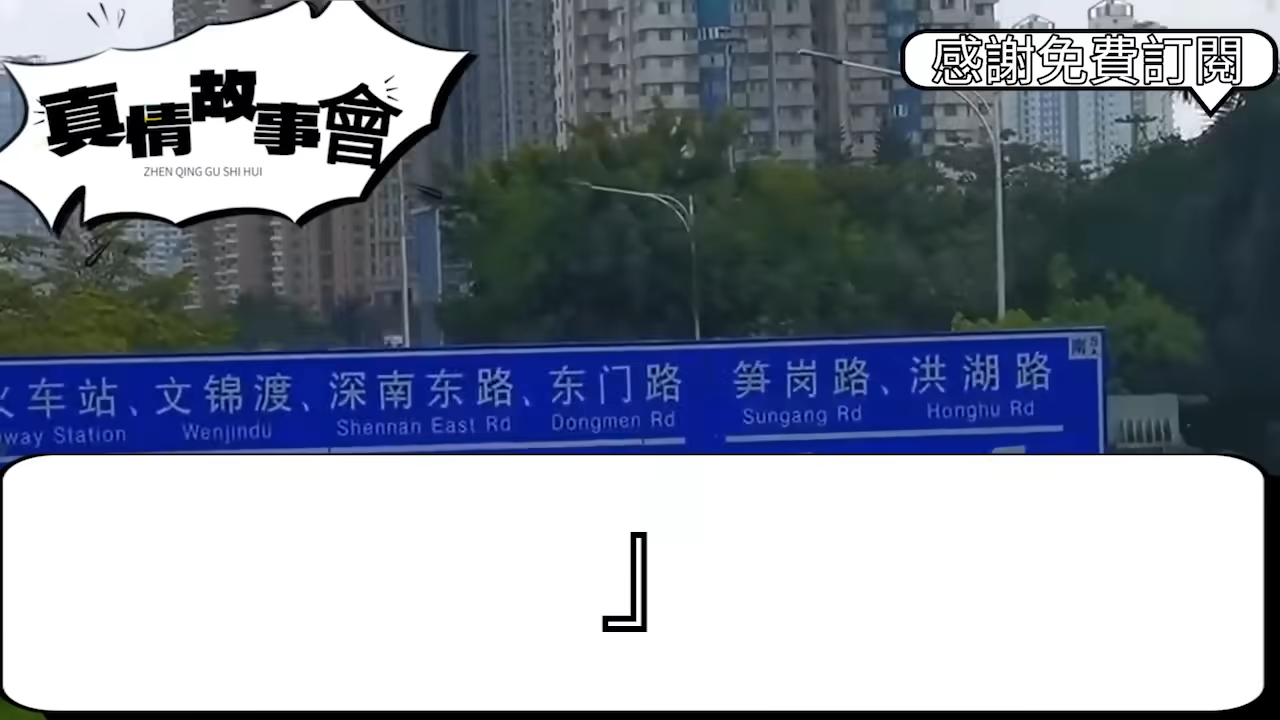 真情故事會
ZHEN QING GU SHI HUI
感謝免費訂閱
火车站、文锦渡、深南东路、东门路 笋岗路、洪湖路
way Station Wenjindu Shennan East Rd Dongmen Rd Sungang Rd Honghu Rd
南
』